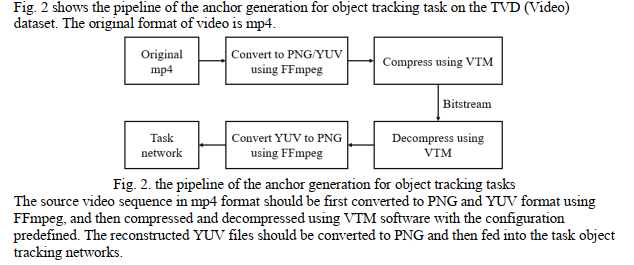 Fig. 2 shows the pipeline of the anchor generation for object tracking task on the TVD (Video)
dataset. The original format of video is mp4.
Original
mp4
Convert to PNG/YUV
using FFmpeg
Compress using VTM
Bitstream
Task
network
Convert YUV to PNG
using FFmpeg
Decompress using
VTM
Fig. 2. the pipeline of the anchor generation for object tracking tasks
The source video sequence in mp4 format should be first converted to PNG and YUV format using
FFmpeg, and then compressed and decompressed using VTM software with the configuration
predefined. The reconstructed YUV files should be converted to PNG and then fed into the task object
tracking networks.